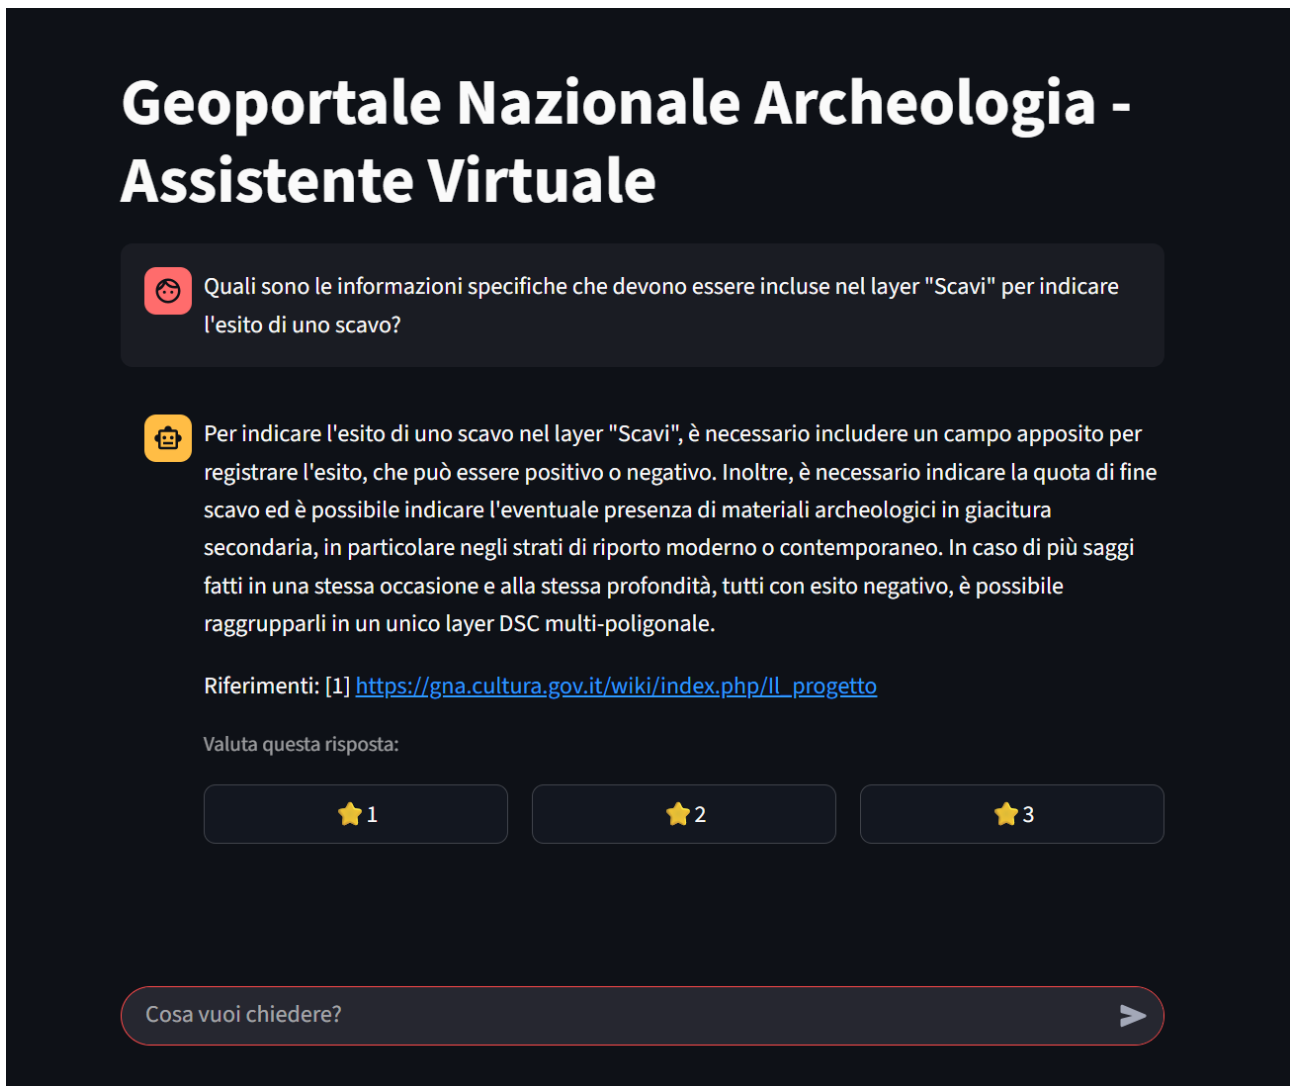 Geoportale Nazionale Archeologia -
Assistente Virtuale
Quali sono le informazioni specifiche che devono essere incluse nel layer "Scavi" per indicare
l'esito di uno scavo?
Per indicare l'esito di uno scavo nel layer "Scavi", è necessario includere un campo apposito per
registrare l'esito, che può essere positivo o negativo. Inoltre, è necessario indicare la quota di fine
scavo ed è possibile indicare l'eventuale presenza di materiali archeologici in giacitura
secondaria, in particolare negli strati di riporto moderno o contemporaneo. In caso di più saggi
fatti in una stessa occasione e alla stessa profondità, tutti con esito negativo, è possibile
raggrupparli in un unico layer DSC multi-poligonale.
Riferimenti: [1] https://gna.cultura.gov.it/wiki/index.php/Il_progetto
Valuta questa risposta:
⭐1 ⭐2 ⭐3
Cosa vuoi chiedere?